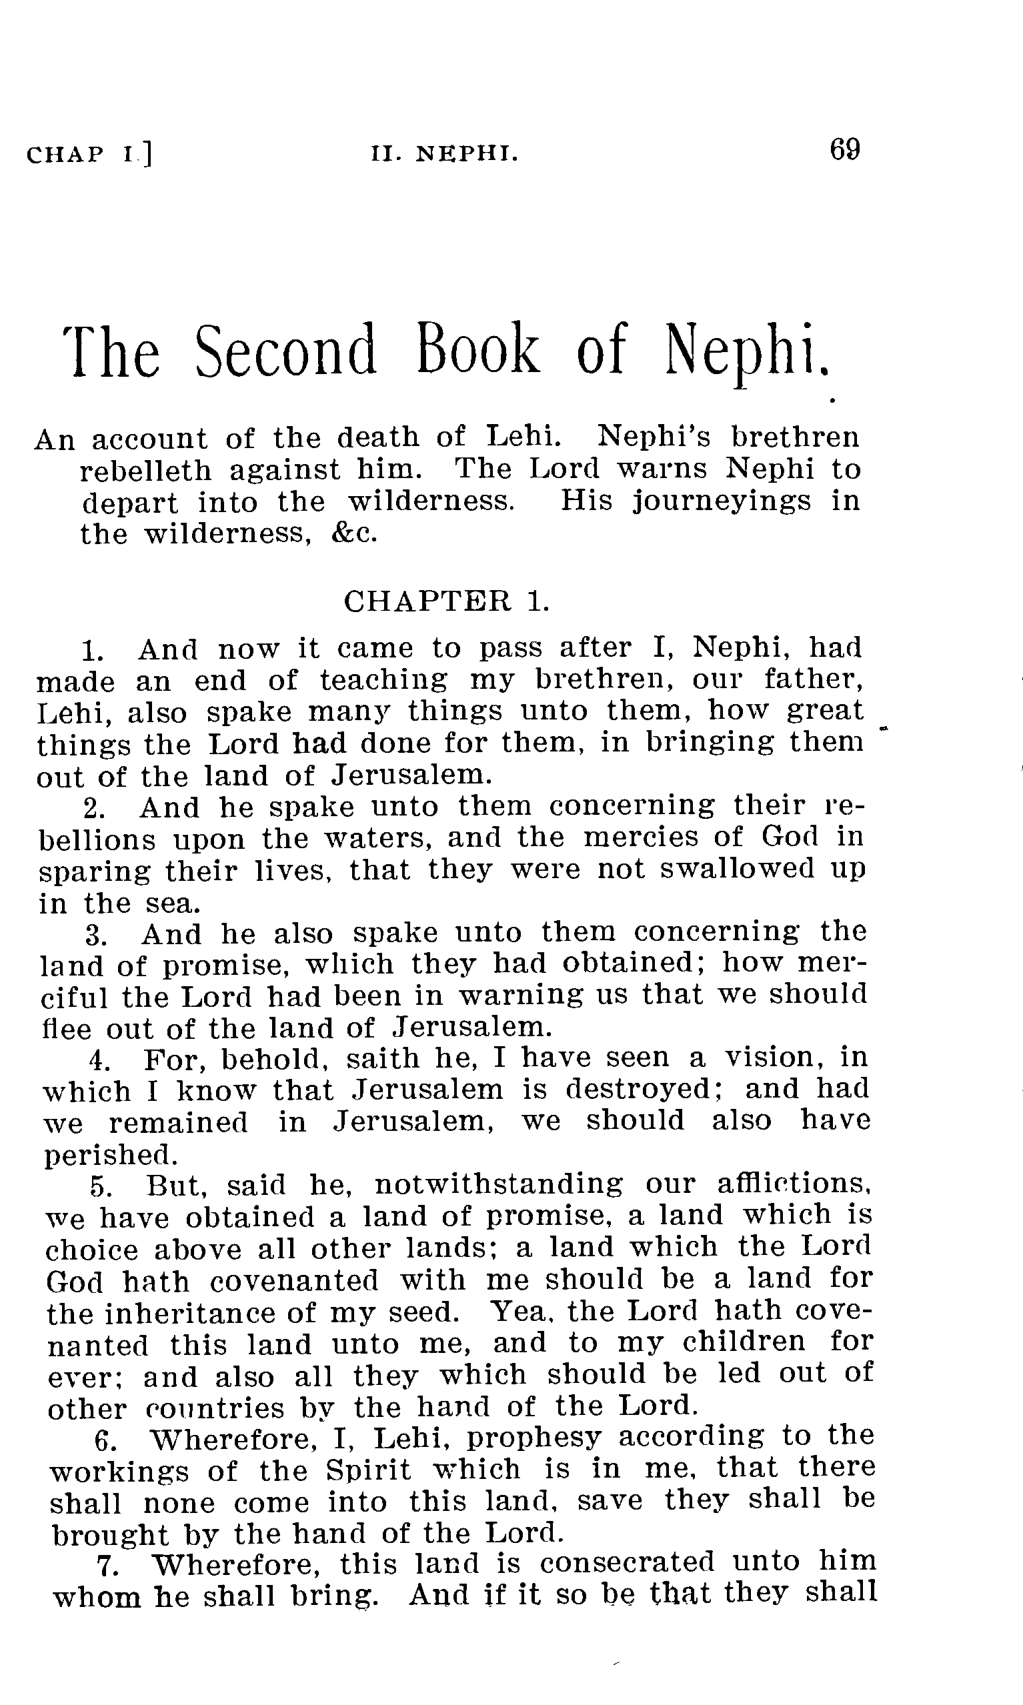 CHAP I.] II. NEPHI. 69
The Second Book of Nephi.
An account of the death of Lehi. Nephi's brethren
rebelleth against him. The Lord warns Nephi to
depart into the wilderness. His journeyings in
the wilderness, &c.
CHAPTER 1.
1. And now it came to pass after I, Nephi, had
made an end of teaching my brethren, our father,
Lehi, also spake many things unto them, how great
things the Lord had done for them, in bringing them
out of the land of Jerusalem.
2. And he spake unto them concerning their re-
bellions upon the waters, and the mercies of God in
sparing their lives, that they were not swallowed up
in the sea.
3. And he also spake unto them concerning the
land of promise, which they had obtained; how mer-
ciful the Lord had been in warning us that we should
flee out of the land of Jerusalem.
4. For, behold, saith he, I have seen a vision, in
which I know that Jerusalem is destroyed; and had
we remained in Jerusalem, we should also have
perished.
5. But, said he, notwithstanding our afflictions,
we have obtained a land of promise, a land which is
choice above all other lands; a land which the Lord
God hath covenanted with me should be a land for
the inheritance of my seed. Yea, the Lord hath cove-
nanted this land unto me, and to my children for
ever; and also all they which should be led out of
other countries by the hand of the Lord.
6. Wherefore, I, Lehi, prophesy according to the
workings of the Spirit which is in me, that there
shall none come into this land, save they shall be
brought by the hand of the Lord.
7. Wherefore, this land is consecrated unto him
whom he shall bring. And if it so be that they shall